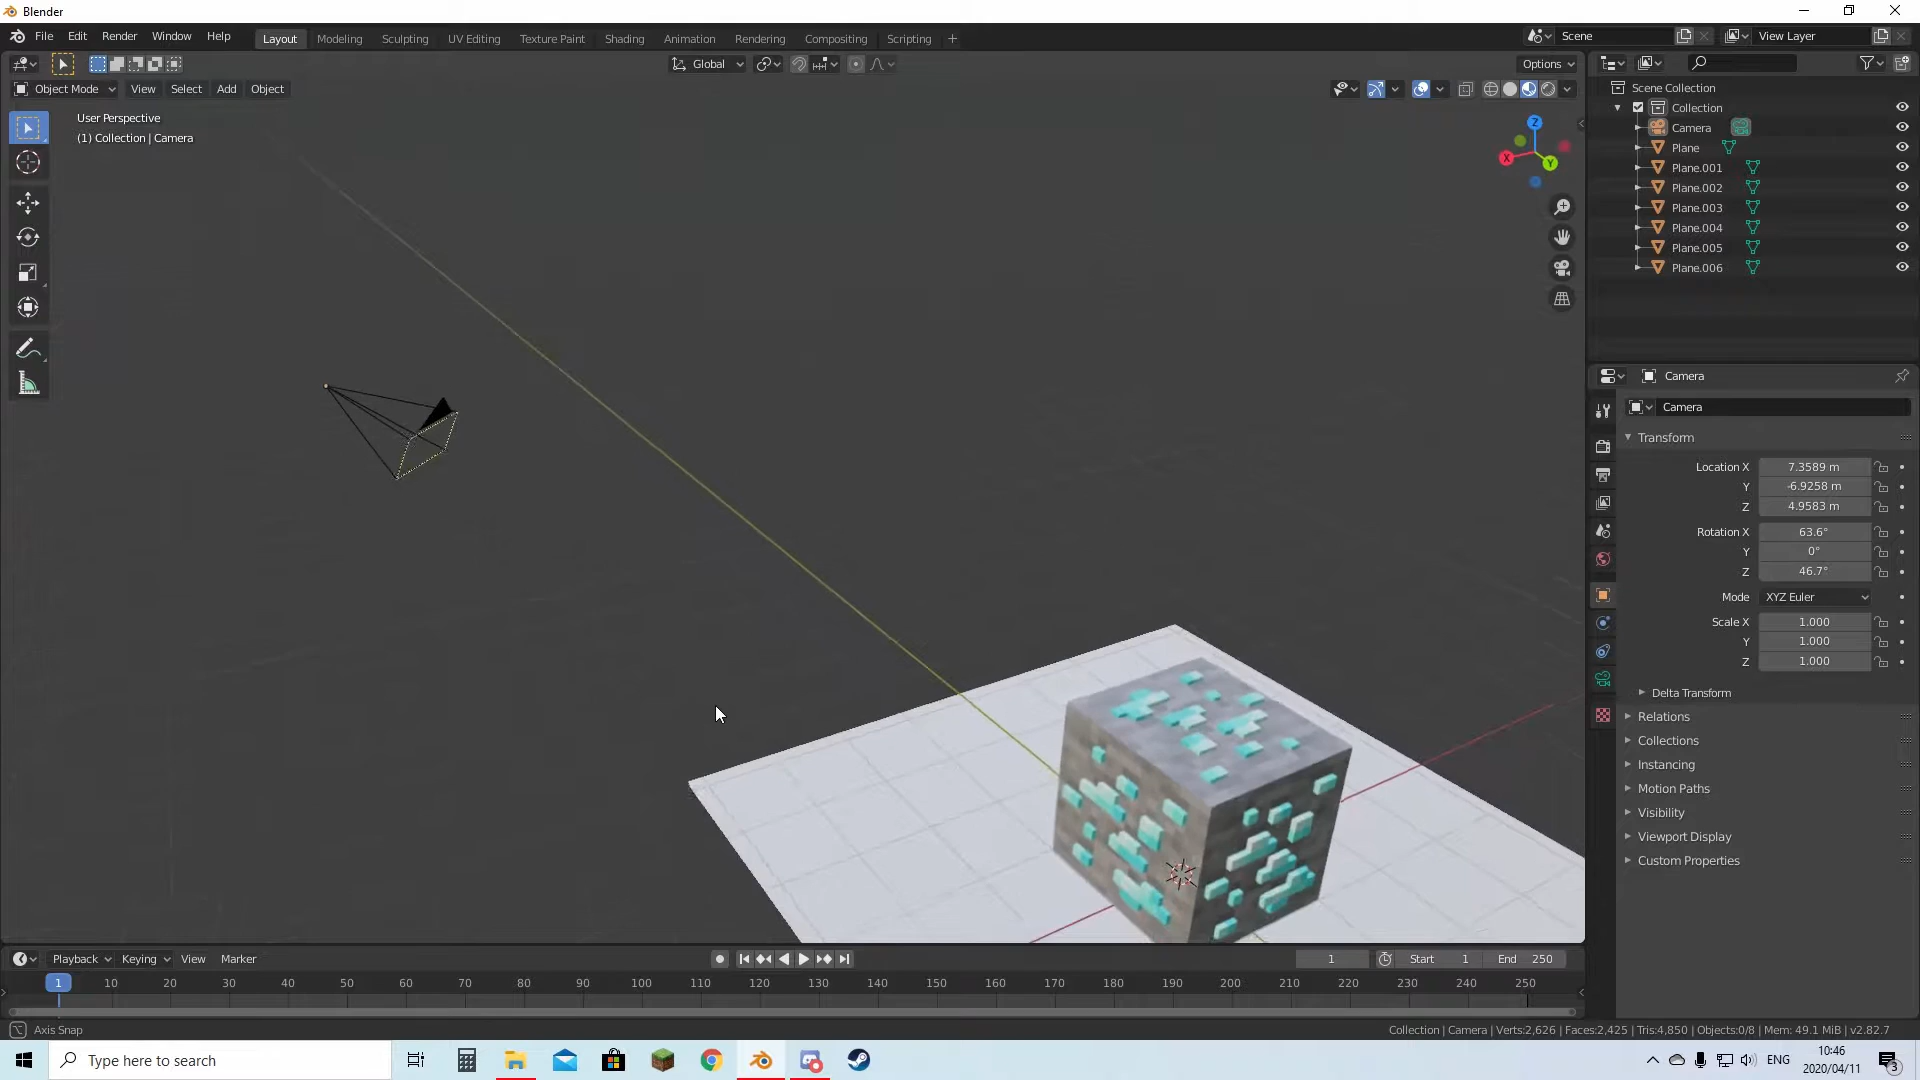 Blender
File Edit Render Window Help
Layout Modeling Sculpting UV Editing Texture Paint Shading Animation Rendering Compositing Scripting
Scene
View Layer
Global
Options
Object Mode View Select Add Object
User Perspective
(1) Collection | Camera
Z
X
Y
Scene Collection
Collection
Camera
Plane
Plane.001
Plane.002
Plane.003
Plane.004
Plane.005
Plane.006
Camera
Camera
Transform
Location X 7.3589 m
Y -6.9258 m
Z 4.9583 m
Rotation X 63.6°
Y 0°
Z 46.7°
Mode XYZ Euler
Scale X 1.000
Y 1.000
Z 1.000
Delta Transform
Relations
Collections
Instancing
Motion Paths
Visibility
Viewport Display
Custom Properties
Playback Keying View Marker
1
Start 1
End 250
1 10 20 30 40 50 60 70 80 90 100 110 120 130 140 150 160 170 180 190 200 210 220 230 240 250
Axis Snap
Collection | Camera | Verts:2,626 | Faces:2,425 | Tris:4,850 | Objects:0/8 | Mem: 49.1 MiB | v2.82.7
Type here to search
ENG
10:46
2020/04/11
3